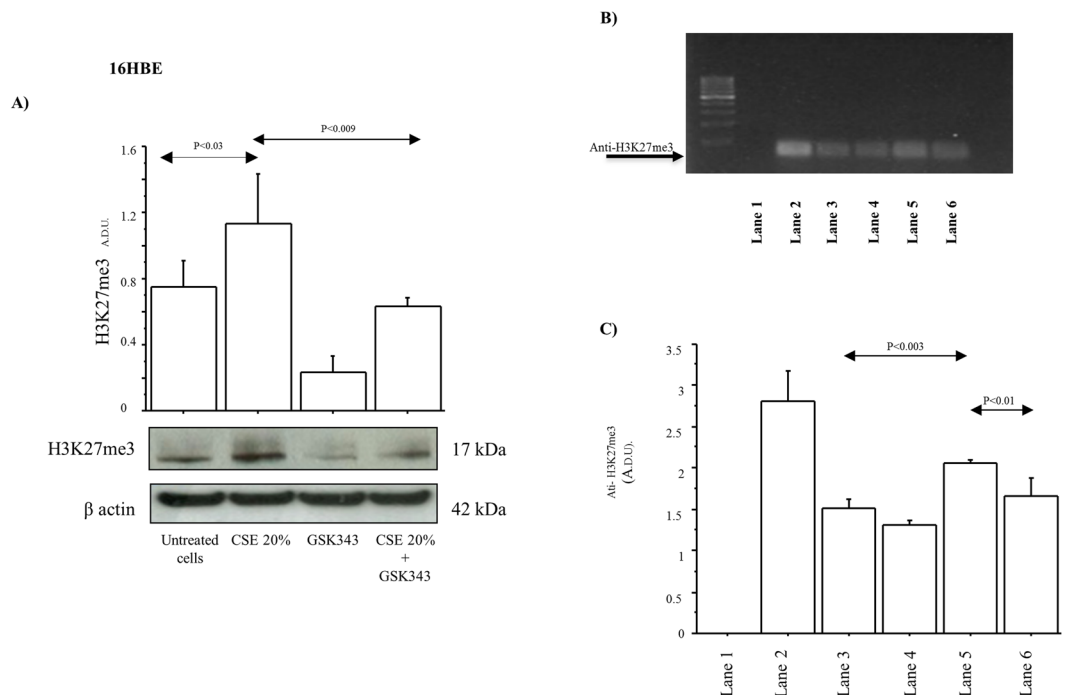 16HBE
A)
P<0.03
P<0.009
1.6
1.2
0.8
0.4
0
H3K27me3 A.D.U.
H3K27me3
17 kDa
β actin
42 kDa
Untreated
cells
CSE 20%
GSK343
CSE 20%
+
GSK343
B)
Anti-H3K27me3
Lane 1
Lane 2
Lane 3
Lane 4
Lane 5
Lane 6
C)
P<0.003
P<0.01
3.5
3
2.5
2
1.5
1
0.5
0
Ati- H3K27me3
(A.D.U).
Lane 1
Lane 2
Lane 3
Lane 4
Lane 5
Lane 6